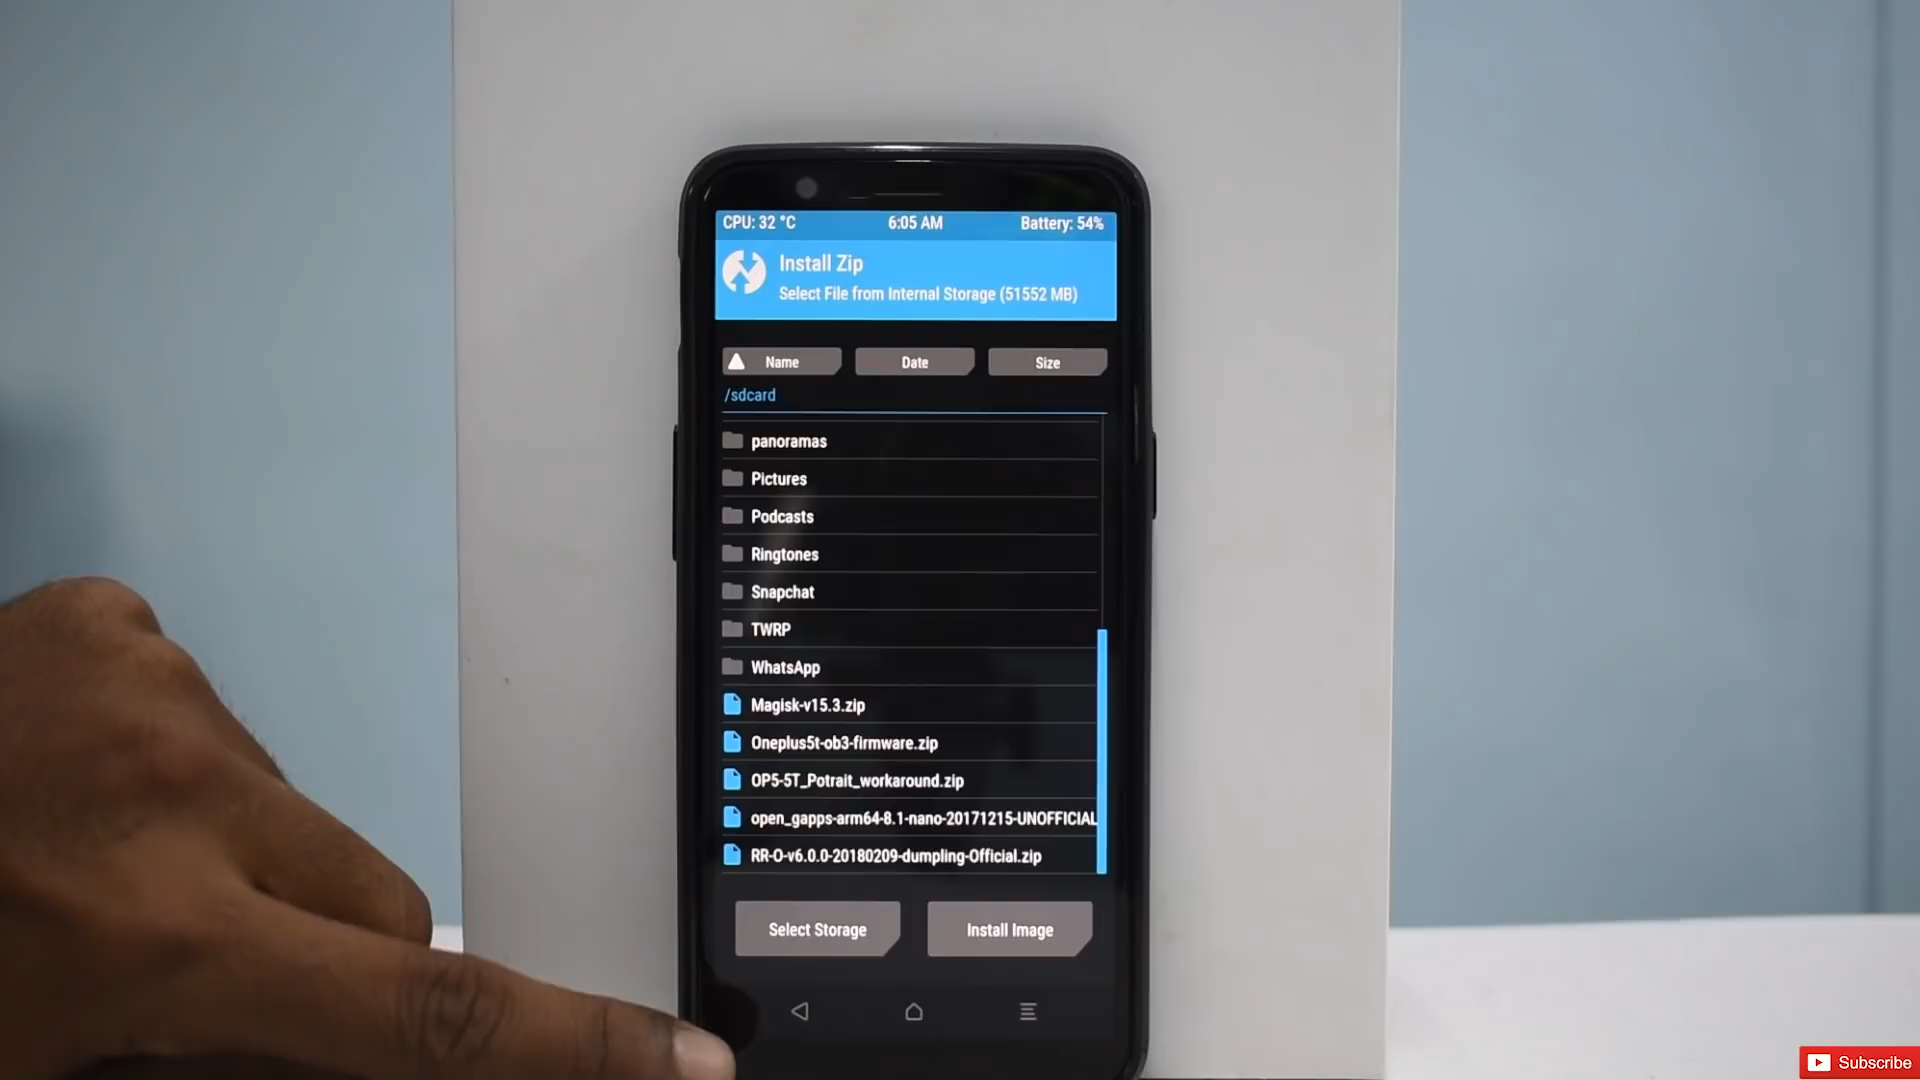 CPU: 32 °C 6:05 AM Battery: 54%
Install Zip
Select File from Internal Storage (51552 MB)
Name Date Size
/sdcard
panoramas
Pictures
Podcasts
Ringtones
Snapchat
TWRP
WhatsApp
Magisk-v15.3.zip
Oneplus5t-ob3-firmware.zip
OP5-5T_Potrait_workaround.zip
open_gapps-arm64-8.1-nano-20171215-UNOFFICIAL
RR-O-v6.0.0-20180209-dumpling-Official.zip
Select Storage Install Image
Subscribe